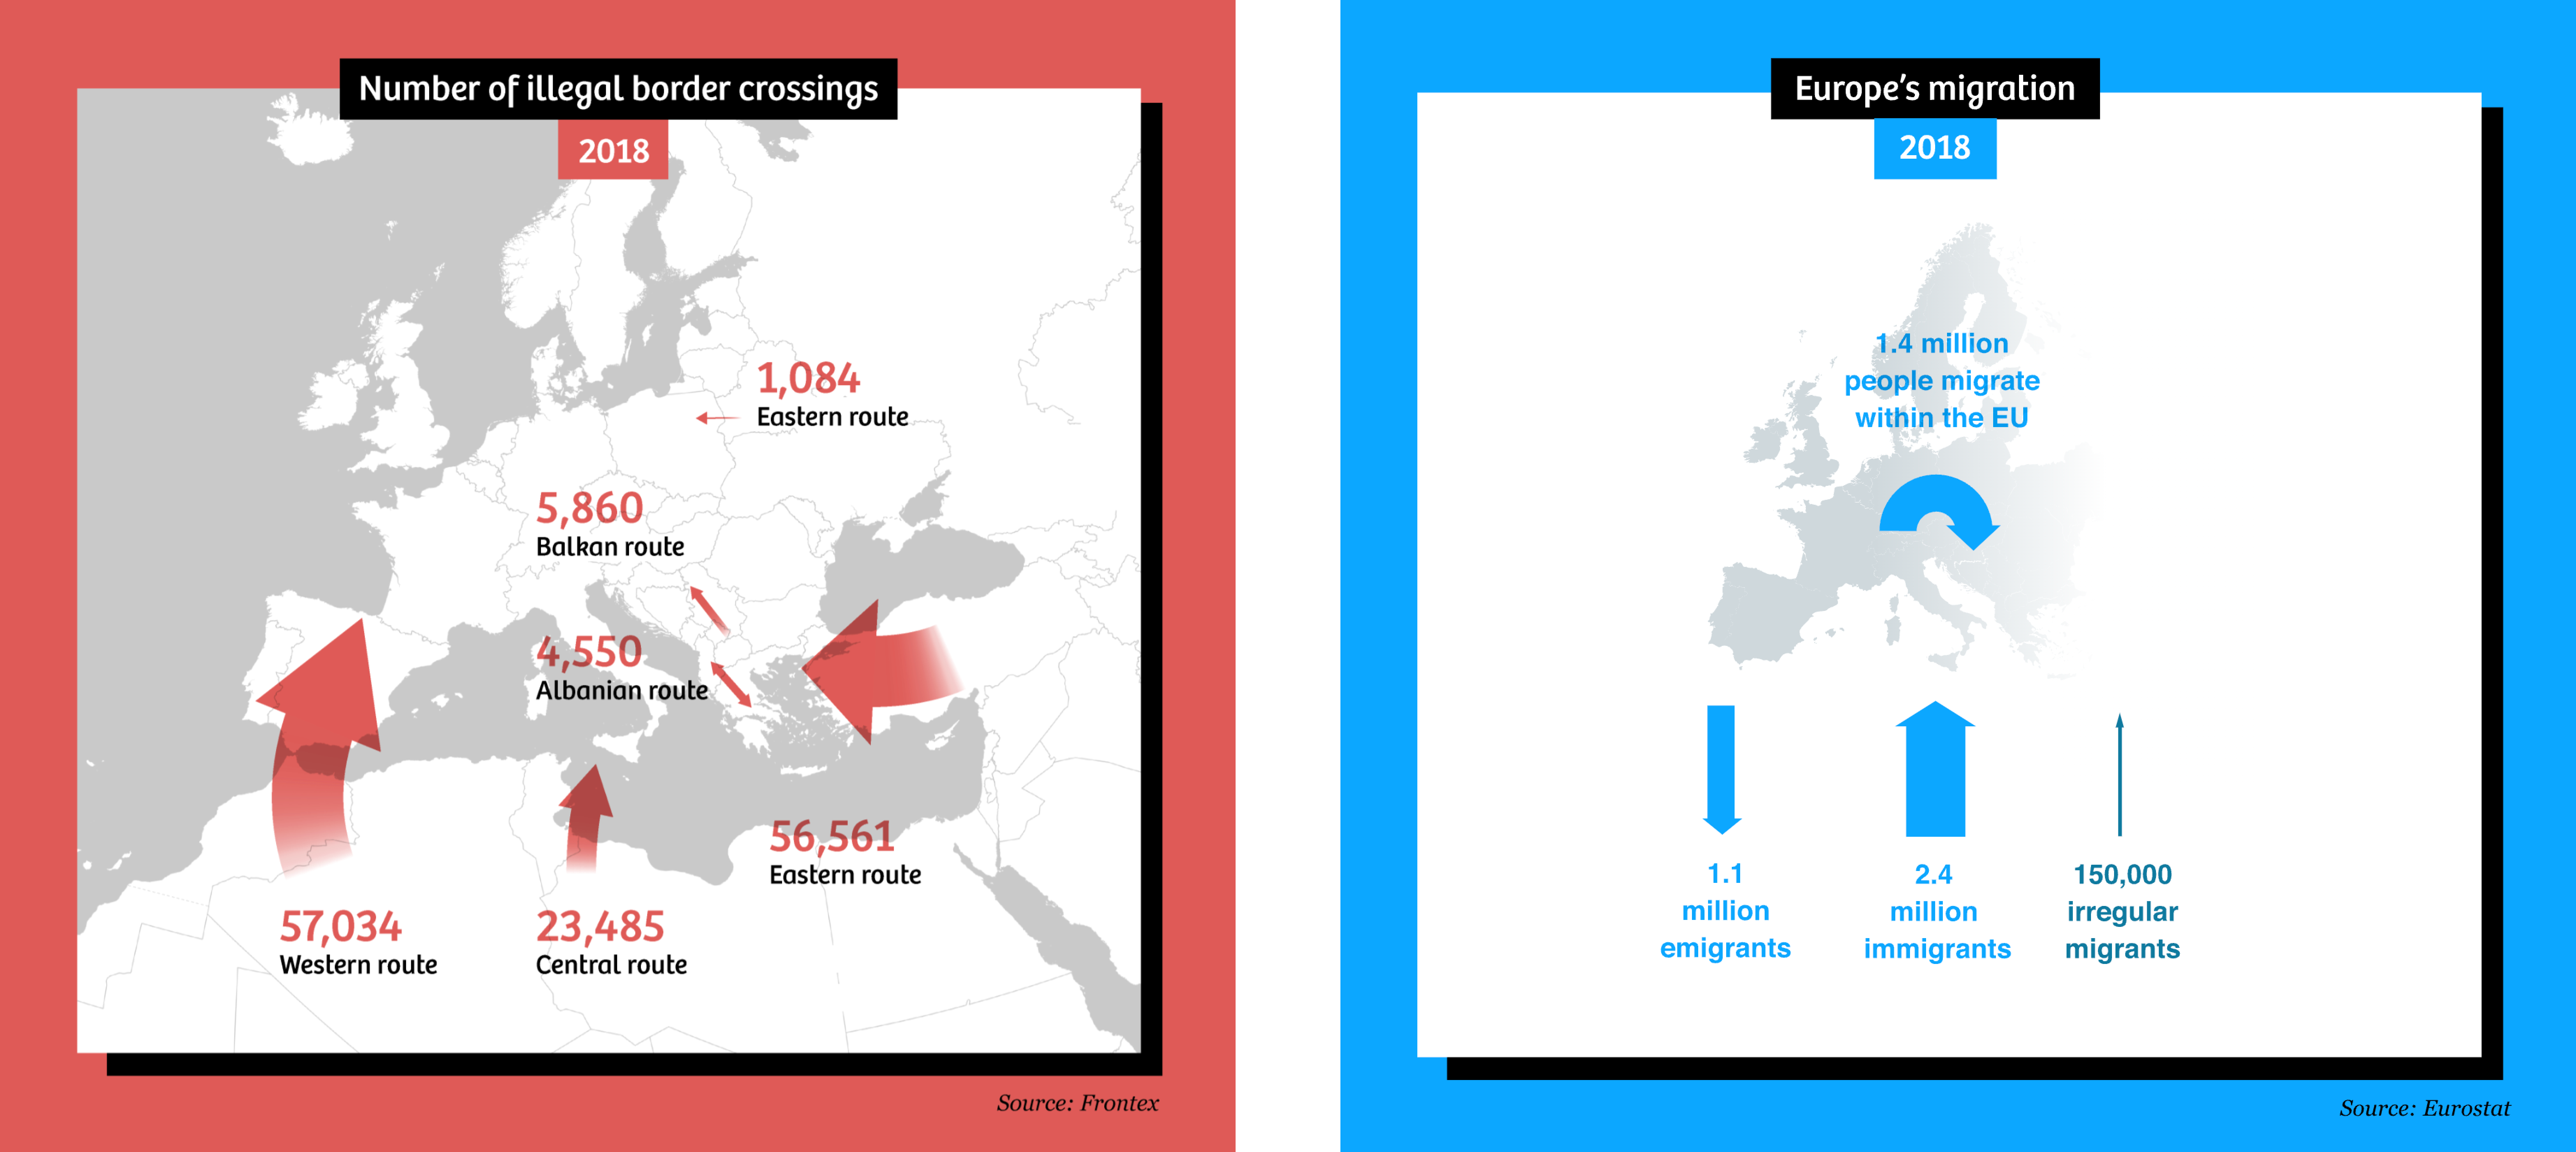 Number of illegal border crossings
2018
1,084
Eastern route
5,860
Balkan route
4,550
Albanian route
56,561
Eastern route
57,034
Western route
23,485
Central route
Source: Frontex
Europe's migration
2018
1.4 million
people migrate
within the EU
1.1
million
emigrants
2.4
million
immigrants
150,000
irregular
migrants
Source: Eurostat